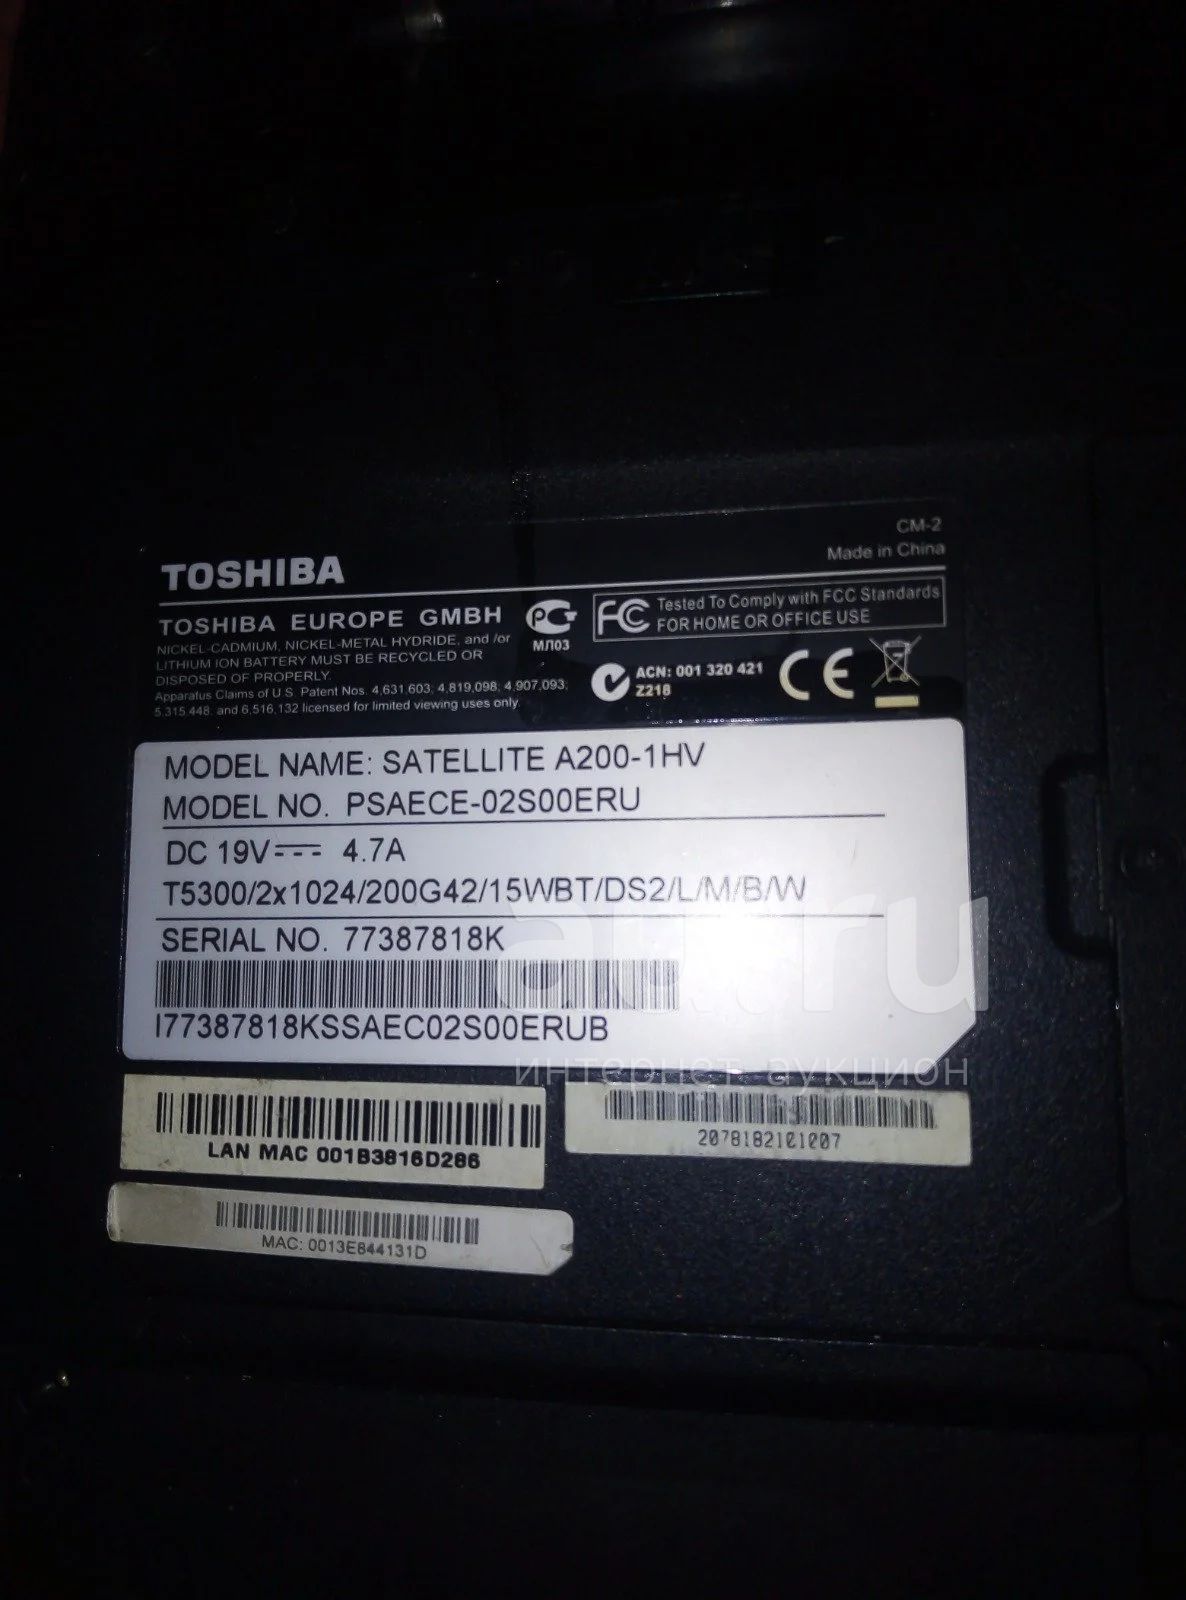 CM-2
Made in China
TOSHIBA
TOSHIBA EUROPE GMBH
NICKEL-CADMIUM, NICKEL-METAL HYDRIDE, and /or
LITHIUM ION BATTERY MUST BE RECYCLED OR
DISPOSED OF PROPERLY.
Apparatus Claims of U.S. Patent Nos. 4,631,603; 4,819,098; 4,907,093;
5,315,448; and 6,516,132 licensed for limited viewing uses only.
PC
МЛ03
FC Tested To Comply with FCC Standards
FOR HOME OR OFFICE USE
ACN: 001 320 421
Z218
CE
MODEL NAME: SATELLITE A200-1HV
MODEL NO. PSAECE-02S00ERU
DC 19V 4.7A
T5300/2x1024/200G42/15WBT/DS2/L/M/B/W
SERIAL NO. 77387818K
I77387818KSSAEC02S00ERUB
au.ru
интернет аукцион
LAN MAC 001B3816D286
2078182101007
MAC: 0013E844131D